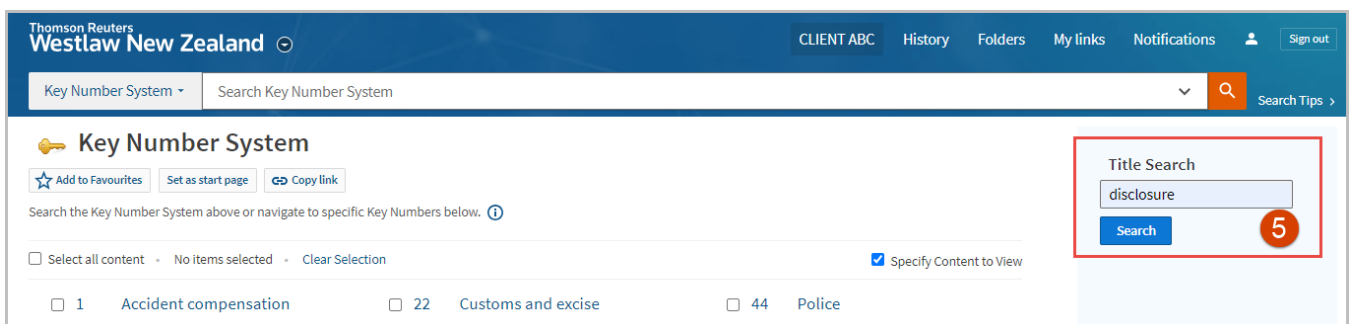 Thomson Reuters
Westlaw New Zealand
CLIENT ABC History Folders My links Notifications Sign out
Key Number System Search Key Number System
Search Tips
Key Number System
Add to Favourites Set as start page Copy link
Search the Key Number System above or navigate to specific Key Numbers below.
Select all content • No items selected • Clear Selection Specify Content to View
1 Accident compensation 22 Customs and excise 44 Police
Title Search
disclosure
Search
5